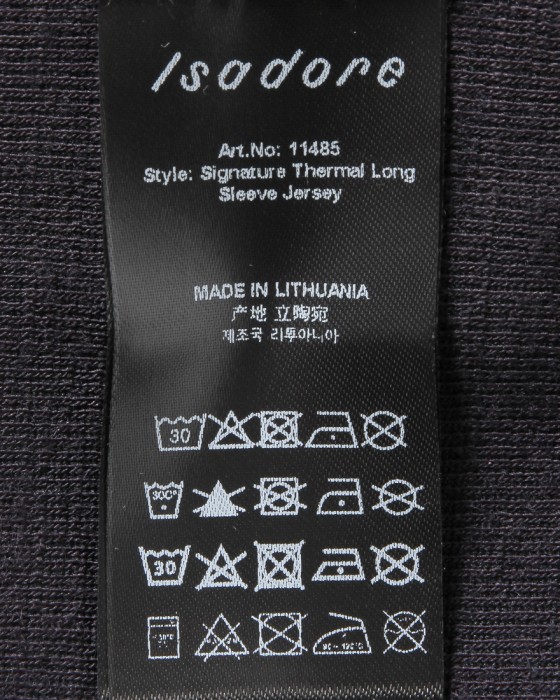 Isadore
Art.No: 11485
Style: Signature Thermal Long
Sleeve Jersey
MADE IN LITHUANIA
产地 立陶宛
제조국 리투아니아
30
30C°
30